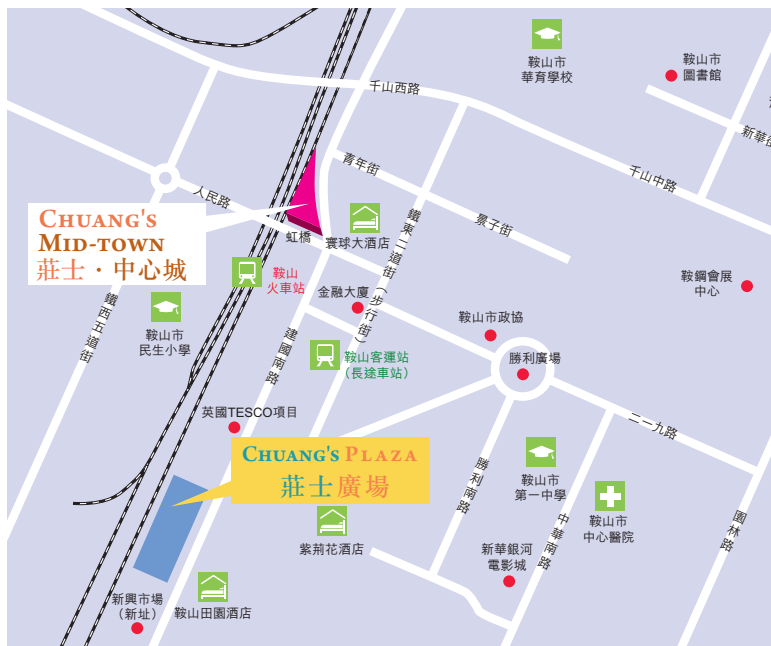 鞍山市
華育學校
鞍山市
圖書館
千山西路
新華街
千山中路
青年街
人民路
景子街
CHUANG'S
MID-TOWN
莊士・中心城
虹橋
寰球大酒店
鐵東二道街（步行街）
鞍山
火車站
金融大廈
鞍鋼會展
中心
鐵西五道街
鞍山市
民生小學
建國南路
鞍山市政協
鞍山客運站
（長途車站）
勝利廣場
英國TESCO項目
二一九路
CHUANG'S PLAZA
莊士廣場
勝利南路
鞍山市
第一中學
中華南路
鞍山市
中心醫院
園林路
紫荊花酒店
新華銀河
電影城
新興市場
（新址）
鞍山田園酒店